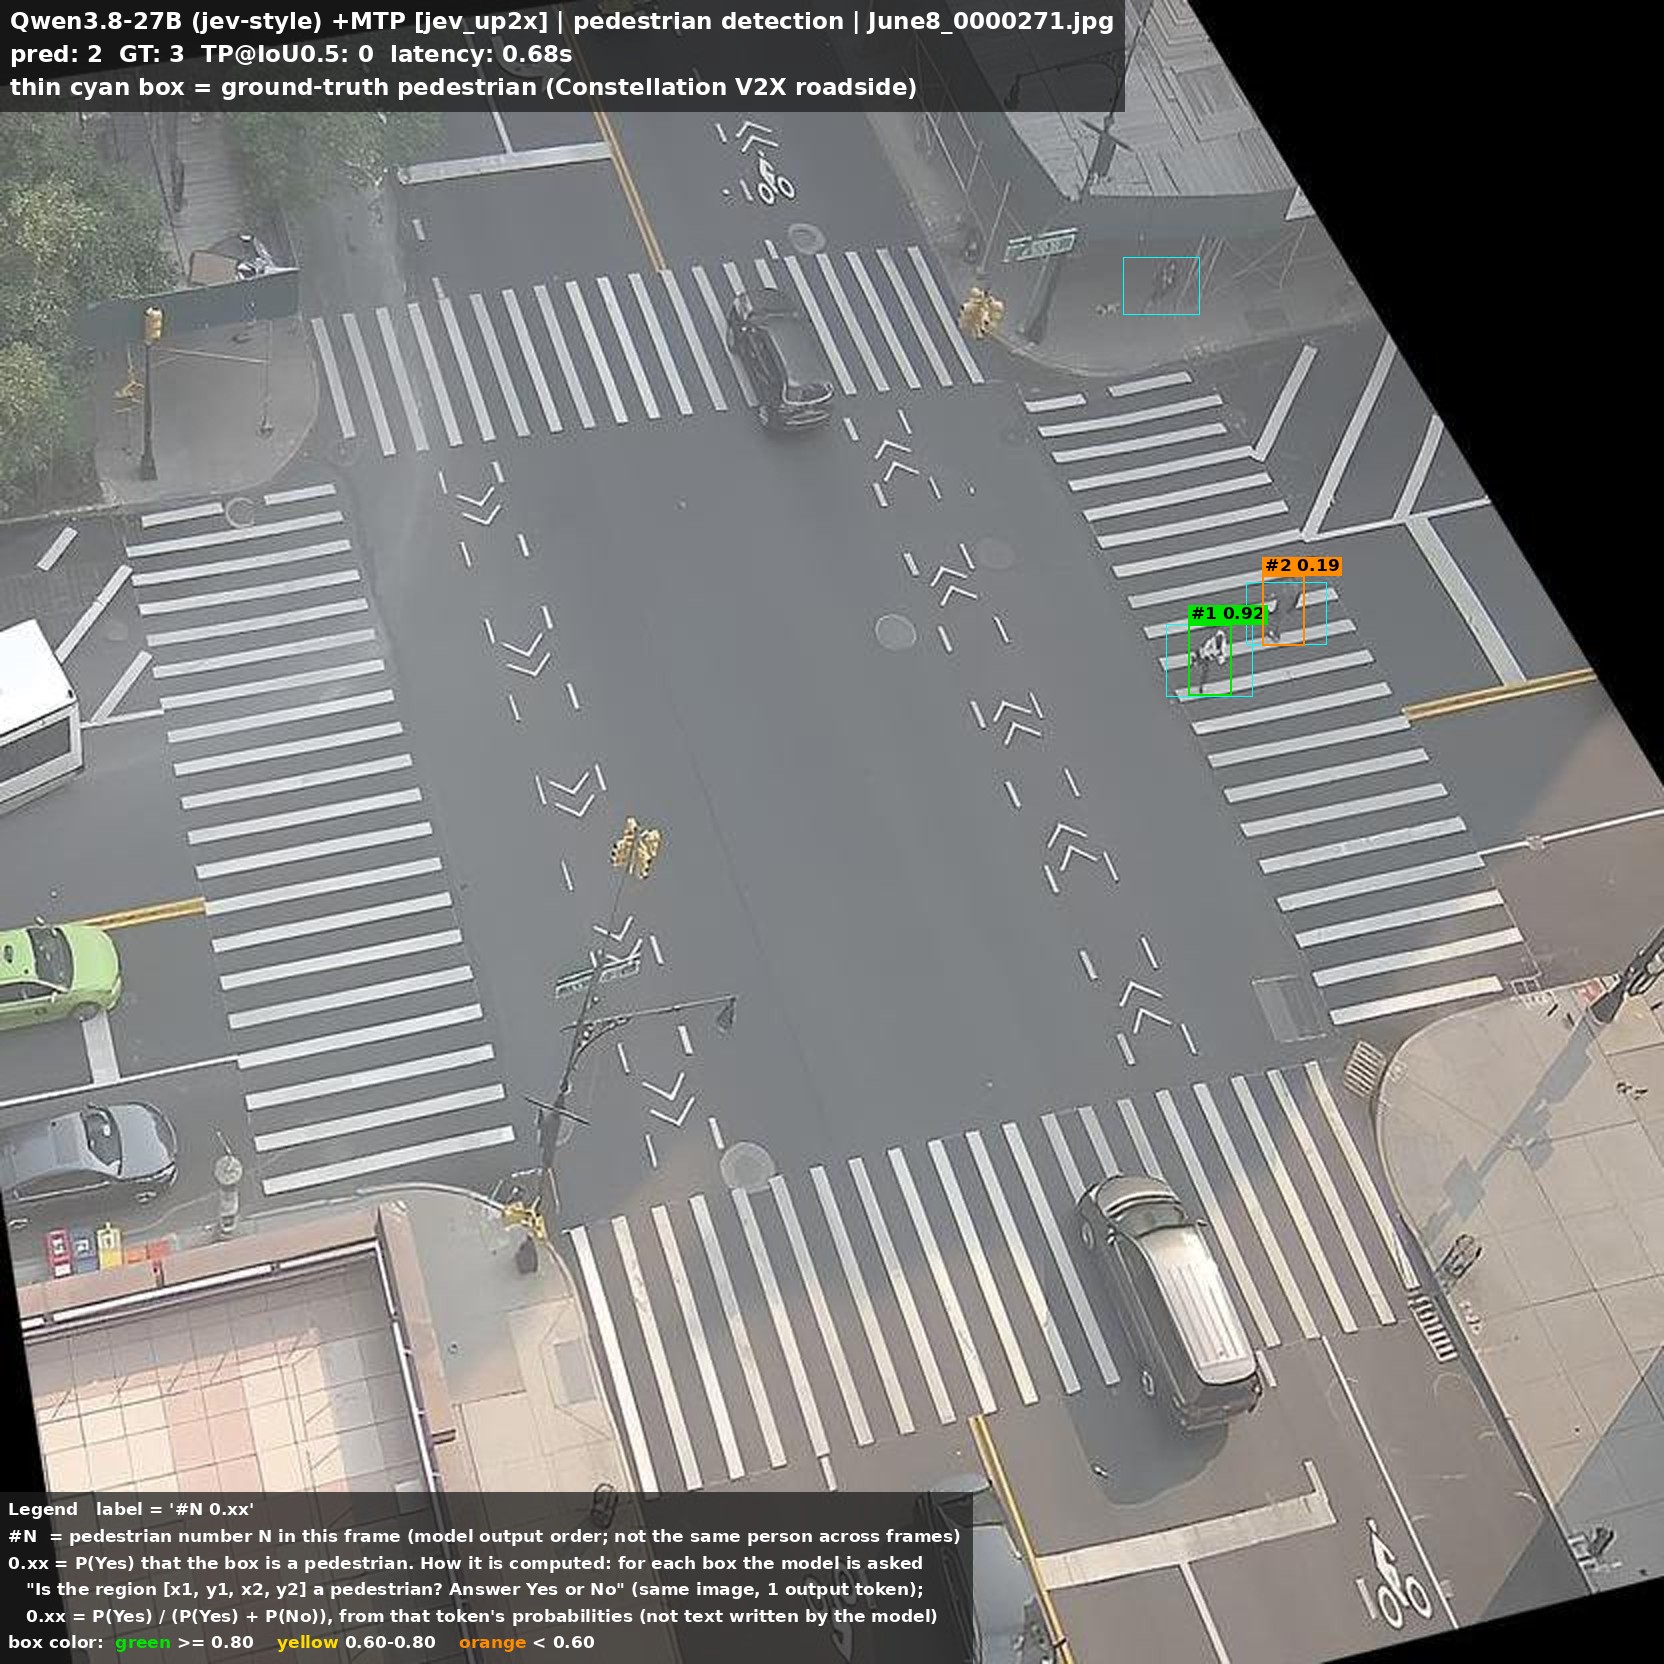 Qwen3.8-27B (jev-style) +MTP [jev_up2x] | pedestrian detection | June8_0000271.jpg
pred: 2  GT: 3  TP@IoU0.5: 0  latency: 0.68s
thin cyan box = ground-truth pedestrian (Constellation V2X roadside)
#2 0.19
#1 0.92
Legend   label = '#N 0.xx'
#N  = pedestrian number N in this frame (model output order; not the same person across frames)
0.xx = P(Yes) that the box is a pedestrian. How it is computed: for each box the model is asked
"Is the region [x1, y1, x2, y2] a pedestrian? Answer Yes or No" (same image, 1 output token);
0.xx = P(Yes) / (P(Yes) + P(No)), from that token's probabilities (not text written by the model)
box color:  green >= 0.80    yellow 0.60-0.80    orange < 0.60